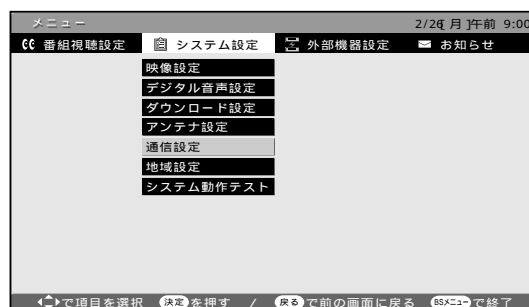 メニュー 2/26[月]午前 9:00
番組視聴設定 システム設定 外部機器設定 お知らせ
映像設定
デジタル音声設定
ダウンロード設定
アンテナ設定
通信設定
地域設定
システム動作テスト
で項目を選択 決定を押す / 戻るで前の画面に戻る BSメニューで終了